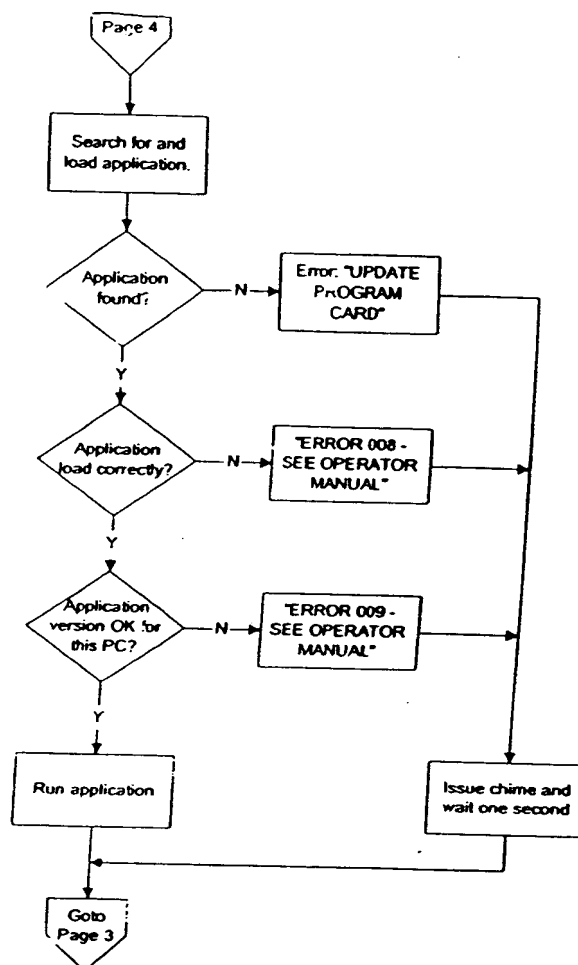 Page 4
Search for and
load application.
Application
found?
N
Error: "UPDATE
PROGRAM
CARD"
Y
Application
load correctly?
N
"ERROR 008 -
SEE OPERATOR
MANUAL"
Y
Application
version OK for
this PC?
N
"ERROR 009 -
SEE OPERATOR
MANUAL"
Y
Run application
Issue chime and
wait one second
Goto
Page 3